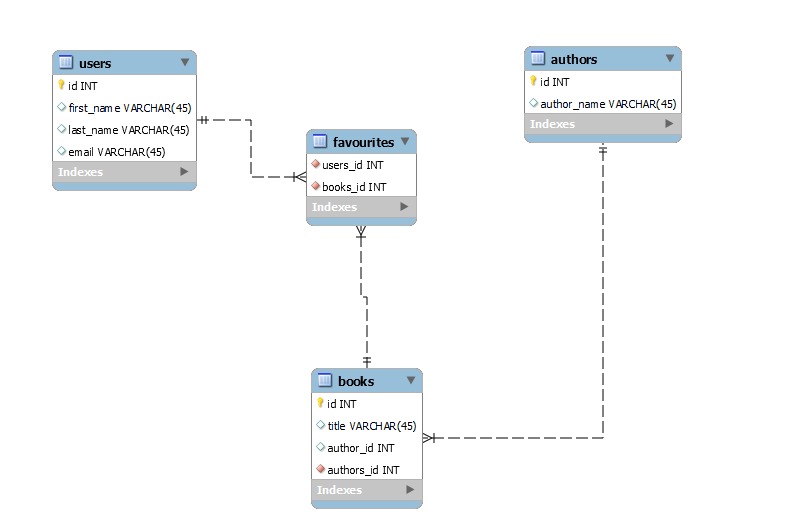 users
id INT
first_name VARCHAR(45)
last_name VARCHAR(45)
email VARCHAR(45)
Indexes
favourites
users_id INT
books_id INT
Indexes
authors
id INT
author_name VARCHAR(45)
Indexes
books
id INT
title VARCHAR(45)
author_id INT
authors_id INT
Indexes